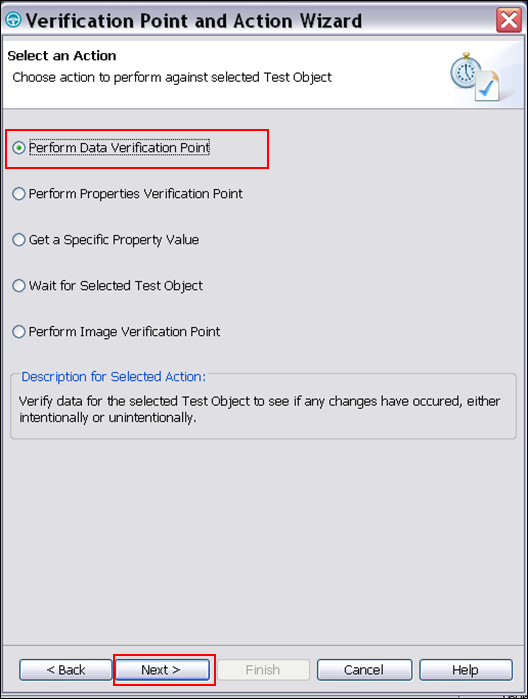 Verification Point and Action Wizard
Select an Action
Choose action to perform against selected Test Object
Perform Data Verification Point
Perform Properties Verification Point
Get a Specific Property Value
Wait for Selected Test Object
Perform Image Verification Point
Description for Selected Action:
Verify data for the selected Test Object to see if any changes have occured, either
intentionally or unintentionally.
< Back
Next >
Finish
Cancel
Help